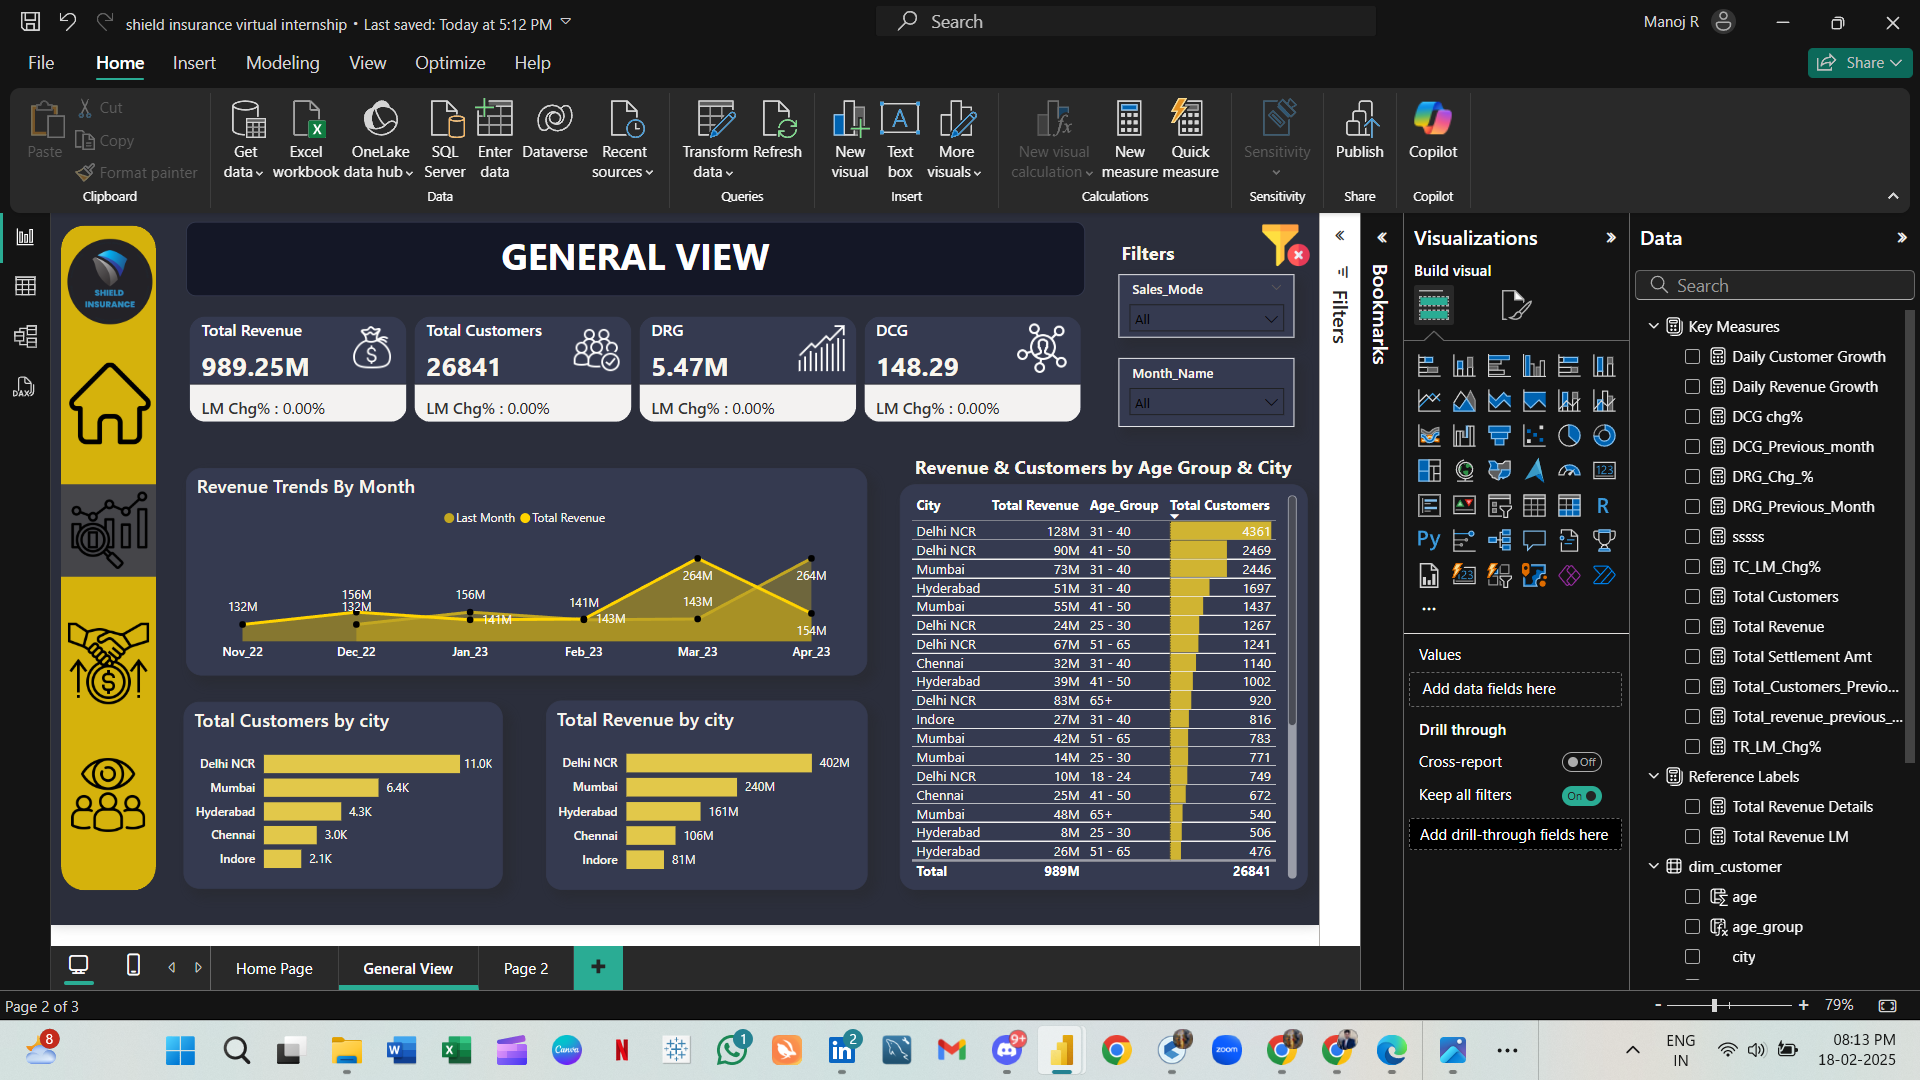 shield insurance virtual internship • Last saved: Today at 5:12 PM
Search
Manoj R
File Home Insert Modeling View Optimize Help
Share
Paste
Cut
Copy
Format painter
Clipboard
Get data
Excel workbook
OneLake data hub
SQL Server
Enter data
Dataverse
Recent sources
Data
Transform data
Refresh
Queries
New visual
Text box
More visuals
Insert
New visual calculation
New measure
Quick measure
Calculations
Sensitivity
Sensitivity
Publish
Share
Copilot
Copilot
SHIELD
INSURANCE
GENERAL VIEW
Filters
Sales_Mode
All
Month_Name
All
Total Revenue
989.25M
LM Chg% : 0.00%
Total Customers
26841
LM Chg% : 0.00%
DRG
5.47M
LM Chg% : 0.00%
DCG
148.29
LM Chg% : 0.00%
Revenue Trends By Month
Last Month Total Revenue
132M
156M
132M
156M
141M
141M
143M
264M
143M
264M
154M
Nov_22 Dec_22 Jan_23 Feb_23 Mar_23 Apr_23
Total Customers by city
Delhi NCR 11.0K
Mumbai 6.4K
Hyderabad 4.3K
Chennai 3.0K
Indore 2.1K
Total Revenue by city
Delhi NCR 402M
Mumbai 240M
Hyderabad 161M
Chennai 106M
Indore 81M
Revenue & Customers by Age Group & City
City Total Revenue Age_Group Total Customers
Delhi NCR 128M 31 - 40 4361
Delhi NCR 90M 41 - 50 2469
Mumbai 73M 31 - 40 2446
Hyderabad 51M 31 - 40 1697
Mumbai 55M 41 - 50 1437
Delhi NCR 24M 25 - 30 1267
Delhi NCR 67M 51 - 65 1241
Chennai 32M 31 - 40 1140
Hyderabad 39M 41 - 50 1002
Delhi NCR 83M 65+ 920
Indore 27M 31 - 40 816
Mumbai 42M 51 - 65 783
Mumbai 14M 25 - 30 771
Delhi NCR 10M 18 - 24 749
Chennai 25M 41 - 50 672
Mumbai 48M 65+ 540
Hyderabad 8M 25 - 30 506
Hyderabad 26M 51 - 65 476
Total 989M 26841
Filters
Bookmarks
Visualizations
Build visual
123
R
Py
123
...
Values
Add data fields here
Drill through
Cross-report Off
Keep all filters On
Add drill-through fields here
Data
Search
Key Measures
Daily Customer Growth
Daily Revenue Growth
DCG chg%
DCG_Previous_month
DRG_Chg_%
DRG_Previous_Month
sssss
TC_LM_Chg%
Total Customers
Total Revenue
Total Settlement Amt
Total_Customers_Previo...
Total_revenue_previous_...
TR_LM_Chg%
Reference Labels
Total Revenue Details
Total Revenue LM
dim_customer
age
age_group
city
DAX
Home Page General View Page 2 +
Page 2 of 3
- + 79%
8
W
X
Canva
N
1
in
2
9+
zoom
ENG
IN
08:13 PM
18-02-2025